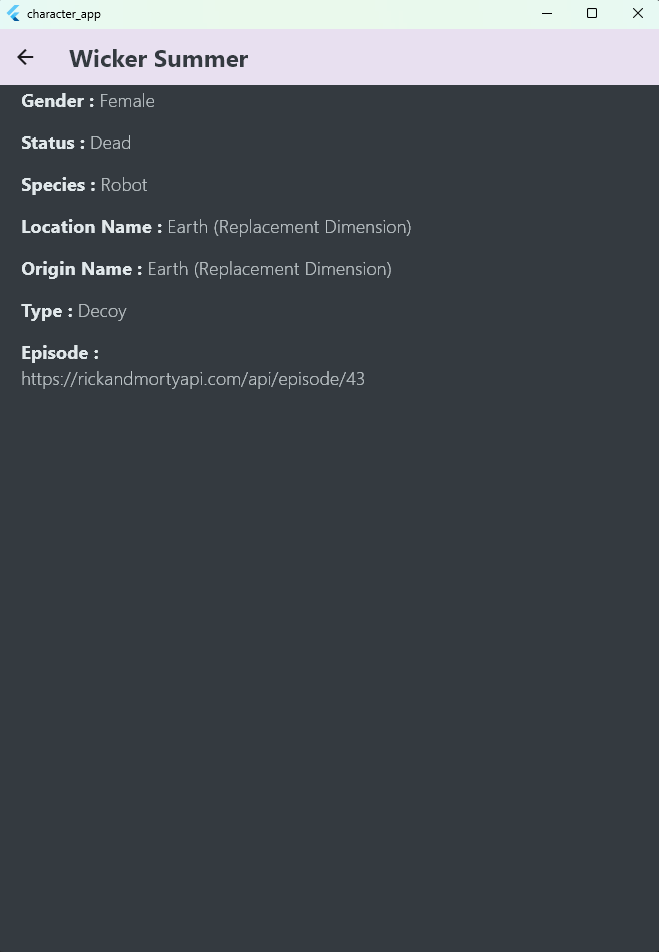 character_app
Wicker Summer
Gender : Female
Status : Dead
Species : Robot
Location Name : Earth (Replacement Dimension)
Origin Name : Earth (Replacement Dimension)
Type : Decoy
Episode :
https://rickandmortyapi.com/api/episode/43